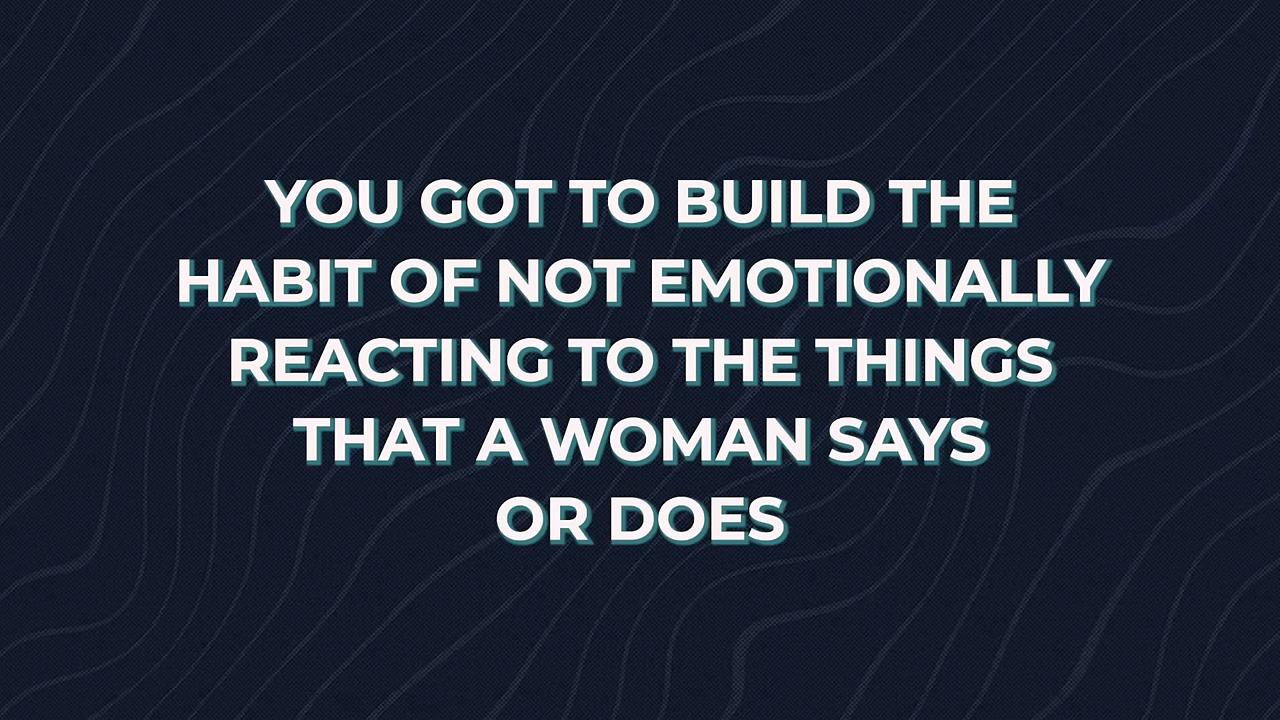 YOU GOT TO BUILD THE
HABIT OF NOT EMOTIONALLY
REACTING TO THE THINGS
THAT A WOMAN SAYS
OR DOES